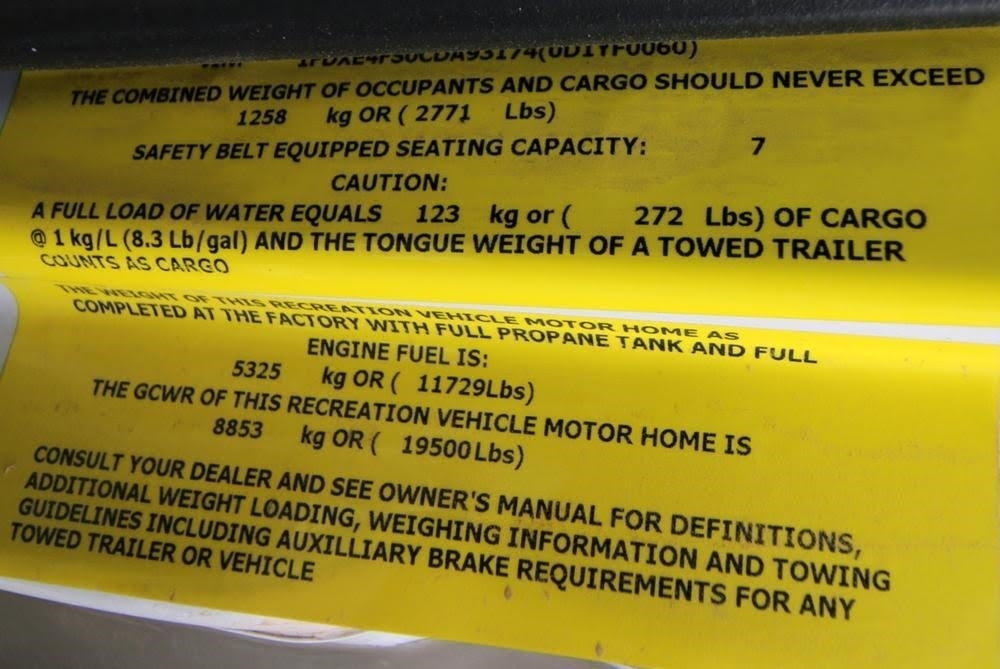 THE COMBINED WEIGHT OF OCCUPANTS AND CARGO SHOULD NEVER EXCEED
1258 kg OR ( 2771 Lbs)
SAFETY BELT EQUIPPED SEATING CAPACITY: 7
CAUTION:
A FULL LOAD OF WATER EQUALS 123 kg or ( 272 Lbs) OF CARGO
@ 1 kg/L (8.3 Lb/gal) AND THE TONGUE WEIGHT OF A TOWED TRAILER
COUNTS AS CARGO
THE WEIGHT OF THIS RECREATION VEHICLE MOTOR HOME AS
COMPLETED AT THE FACTORY WITH FULL PROPANE TANK AND FULL
ENGINE FUEL IS:
5325 kg OR ( 11729Lbs)
THE GCWR OF THIS RECREATION VEHICLE MOTOR HOME IS
8853 kg OR ( 19500Lbs)
CONSULT YOUR DEALER AND SEE OWNER'S MANUAL FOR DEFINITIONS,
ADDITIONAL WEIGHT LOADING, WEIGHING INFORMATION AND TOWING
GUIDELINES INCLUDING AUXILLIARY BRAKE REQUIREMENTS FOR ANY
TOWED TRAILER OR VEHICLE